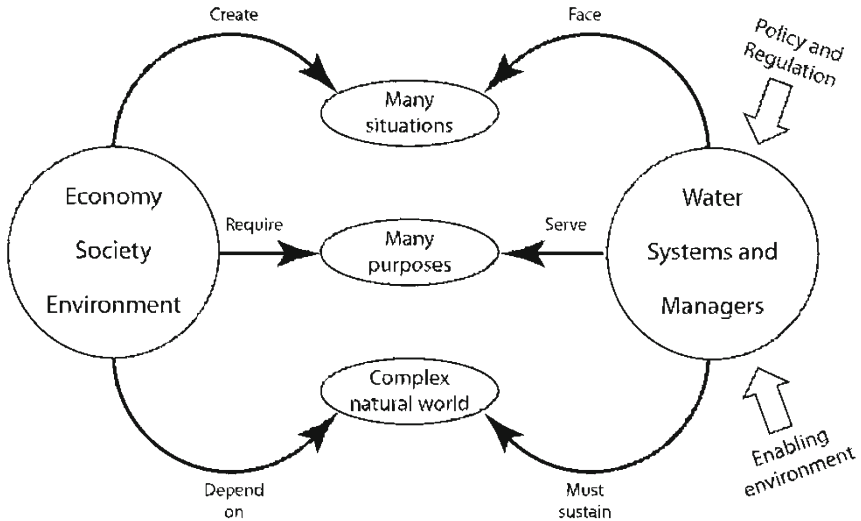 Create
Face
Policy and
Regulation
Many
situations
Economy
Society
Environment
Water
Systems and
Managers
Require
Many
purposes
Serve
Complex
natural world
Depend
on
Must
sustain
Enabling
environment